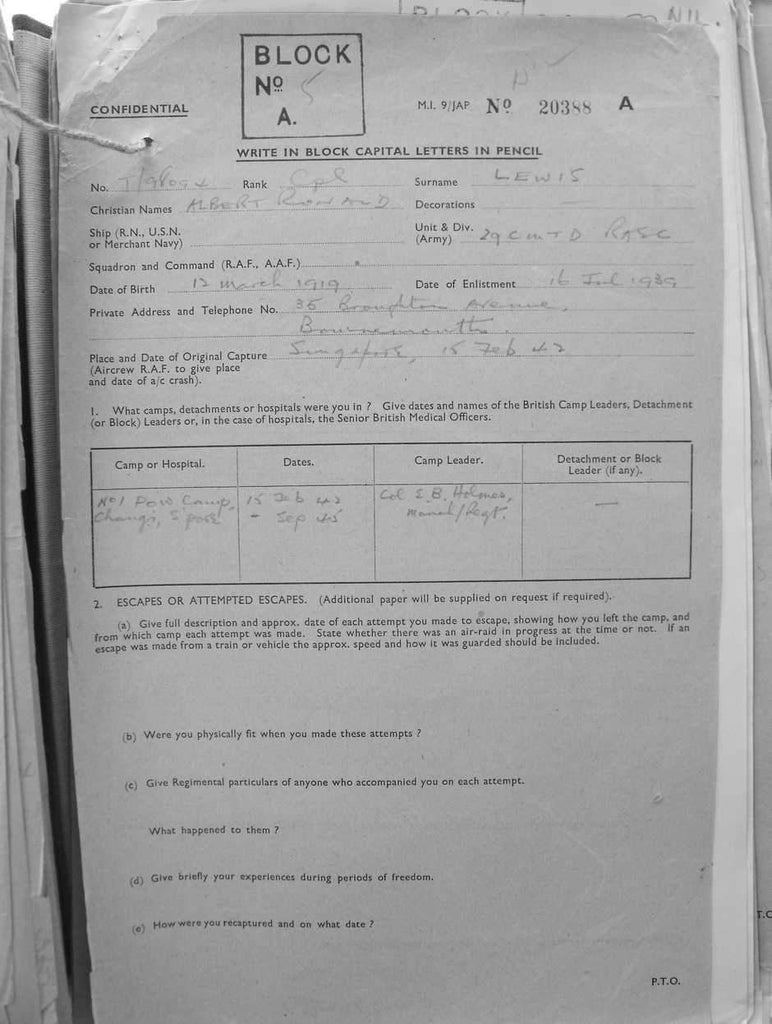 NIL.
BLOCK
Nº 5
A.
CONFIDENTIAL
M.I. 9/JAP Nº 20388 A
WRITE IN BLOCK CAPITAL LETTERS IN PENCIL
No. T/98094 Rank Cpl Surname LEWIS
Christian Names ALBERT RONALD Decorations
Ship (R.N., U.S.N. or Merchant Navy)
Unit & Div. (Army) 29 C M T D RASC
Squadron and Command (R.A.F., A.A.F.)
Date of Birth 12 March 1919 Date of Enlistment 16 Jul 1939
Private Address and Telephone No. 35 Broughton Avenue,
Bournemouth.
Place and Date of Original Capture Singapore, 15 Feb 42
(Aircrew R.A.F. to give place
and date of a/c crash).
1. What camps, detachments or hospitals were you in ? Give dates and names of the British Camp Leaders, Detachment
(or Block) Leaders or, in the case of hospitals, the Senior British Medical Officers.
Camp or Hospital. Dates. Camp Leader. Detachment or Block Leader (if any).
No1 Pow Camp, 15 Feb 42 Col E.B. Holmes, —
Changi, S'pore - Sep 45 Manch/Regt.
2. ESCAPES OR ATTEMPTED ESCAPES. (Additional paper will be supplied on request if required).
(a) Give full description and approx. date of each attempt you made to escape, showing how you left the camp, and
from which camp each attempt was made. State whether there was an air-raid in progress at the time or not. If an
escape was made from a train or vehicle the approx. speed and how it was guarded should be included.
(b) Were you physically fit when you made these attempts ?
(c) Give Regimental particulars of anyone who accompanied you on each attempt.
What happened to them ?
(d) Give briefly your experiences during periods of freedom.
(e) How were you recaptured and on what date ?
P.T.O.